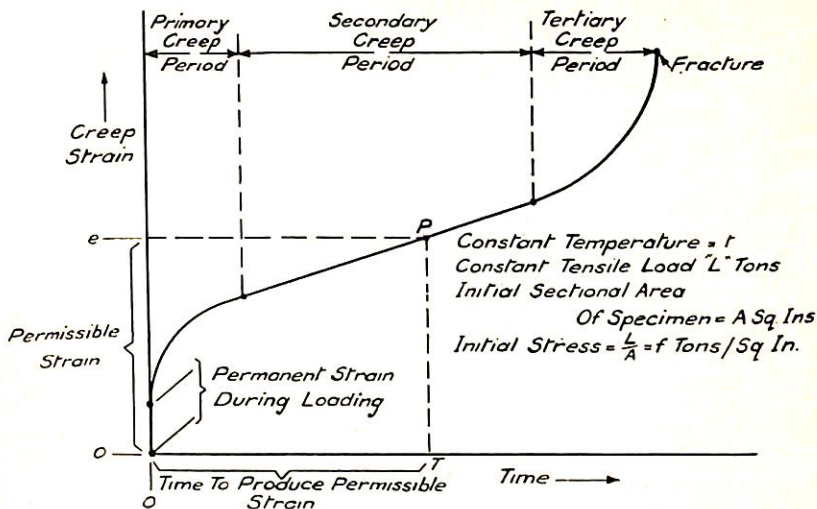 Primary
Creep
Period
Secondary
Creep
Period
Tertiary
Creep
Period
Fracture
Creep
Strain
e
P
Constant Temperature = t
Constant Tensile Load "L" Tons
Initial Sectional Area
Of Specimen = A Sq Ins
Initial Stress = L/A = f Tons/Sq In.
Permissible
Strain
Permanent Strain
During Loading
O
T
Time To Produce Permissible
Strain
Time
O